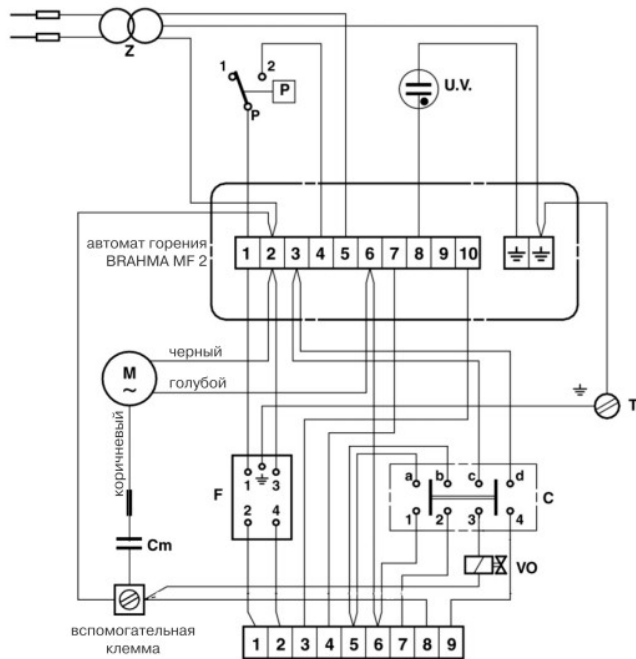 Z
1 2
P
P
U.V.
автомат горения
BRAHMA MF 2
1 2 3 4 5 6 7 8 9 10
черный
голубой
M
~
коричневый
T
F
1 3
2 4
a b c d
C
1 2 3 4
Cm
VO
вспомогательная
клемма
1 2 3 4 5 6 7 8 9